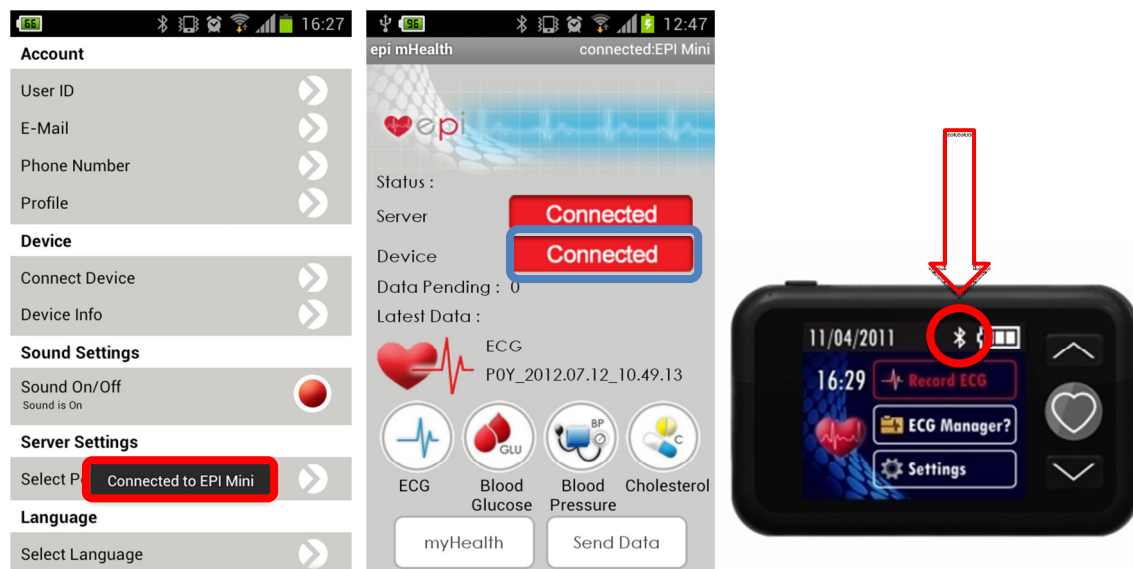 66
16:27
Account
User ID
E-Mail
Phone Number
Profile
Device
Connect Device
Device Info
Sound Settings
Sound On/Off
Sound is On
Server Settings
Select
Connected to EPI Mini
Language
Select Language
96
12:47
epi mHealth
connected:EPI Mini
epi
Status :
Server
Connected
Device
Connected
Data Pending : 0
Latest Data :
ECG
P0Y_2012.07.12_10.49.13
GLU
BP
C
ECG
Blood Glucose
Blood Pressure
Cholesterol
myHealth
Send Data
11/04/2011
16:29
Record ECG
ECG Manager?
Settings